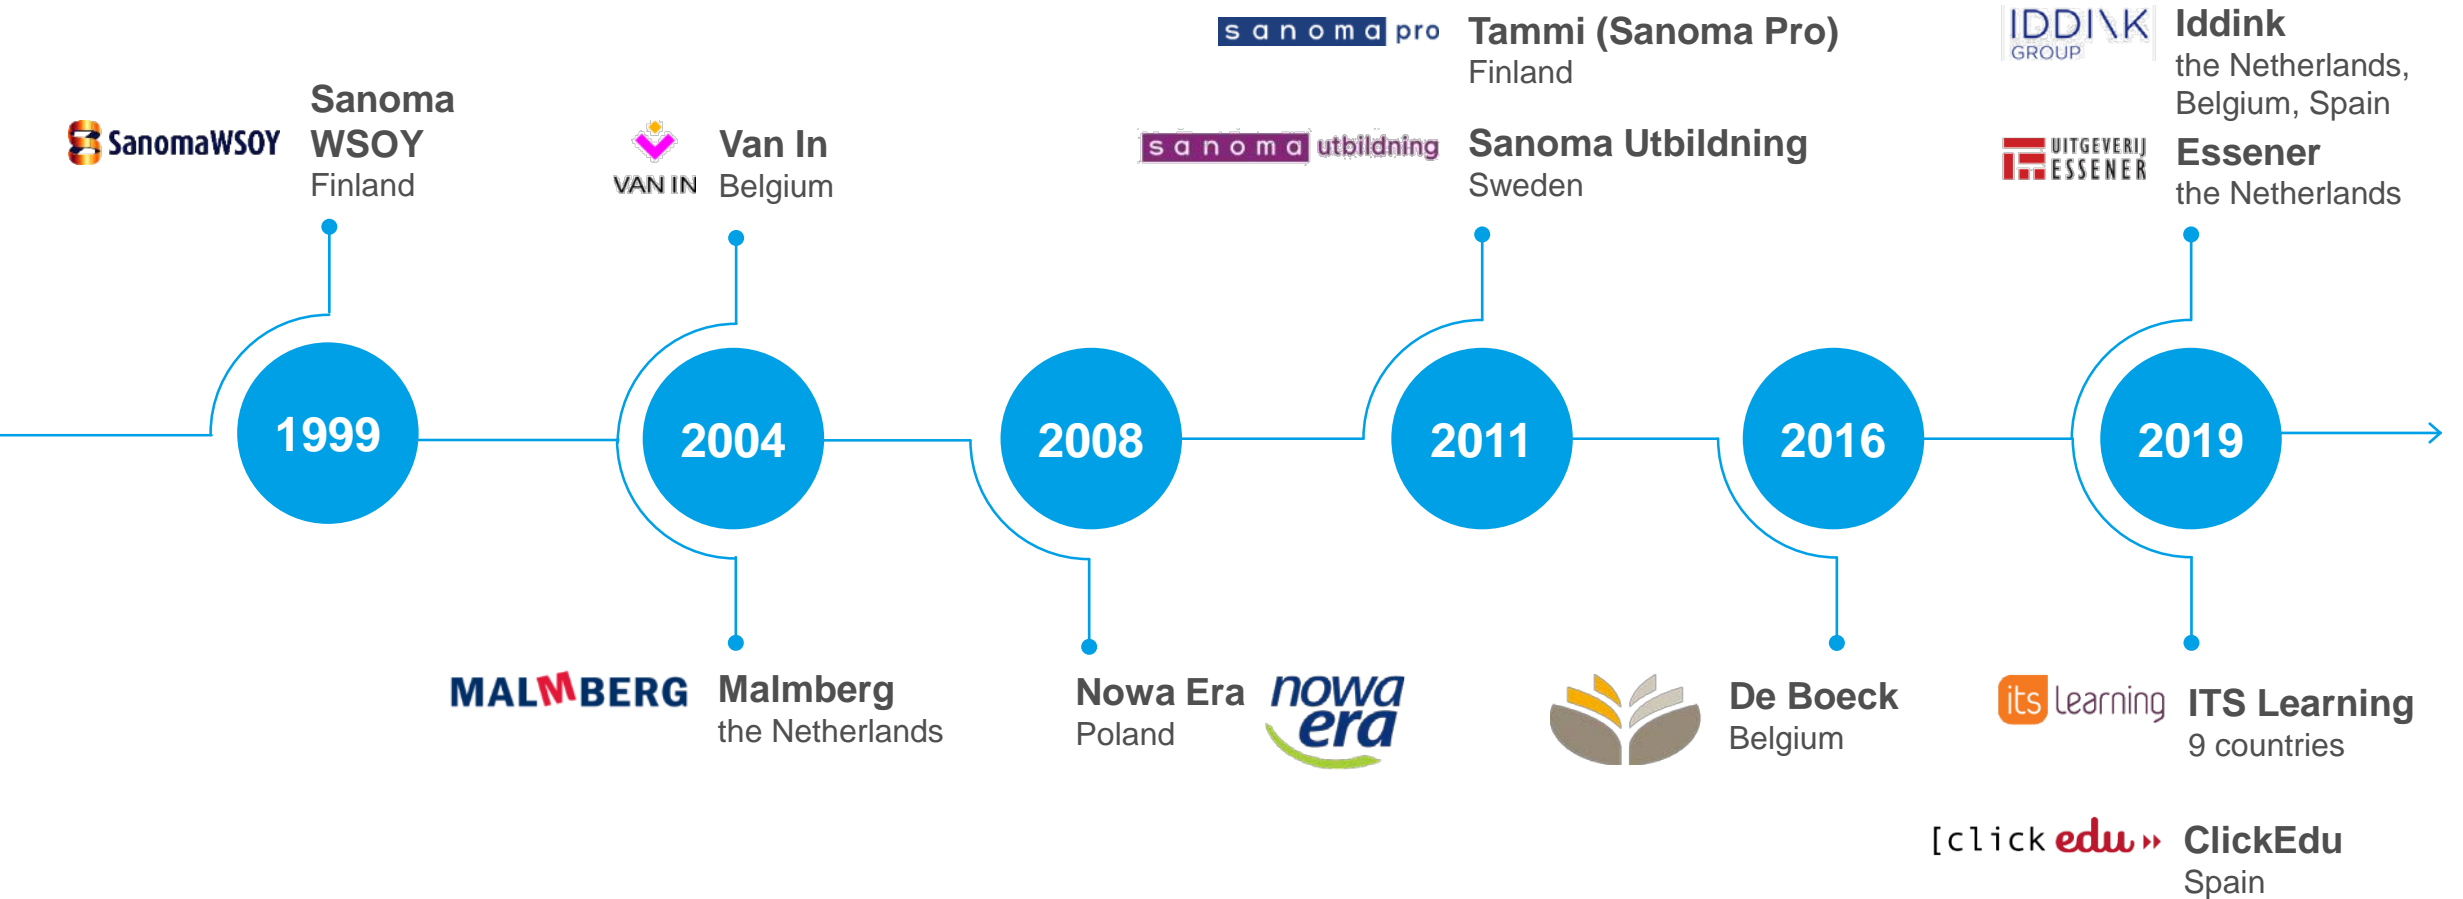 SanomaWSOY
Sanoma
WSOY
Finland
VAN IN
Van In
Belgium
sanoma pro
Tammi (Sanoma Pro)
Finland
sanoma utbildning
Sanoma Utbildning
Sweden
IDDINK
GROUP
Iddink
the Netherlands,
Belgium, Spain
UITGEVERIJ
ESSENER
Essener
the Netherlands
1999
2004
2008
2011
2016
2019
MALMBERG
Malmberg
the Netherlands
Nowa Era
Poland
nowa
era
De Boeck
Belgium
its learning
ITS Learning
9 countries
[click edu
ClickEdu
Spain